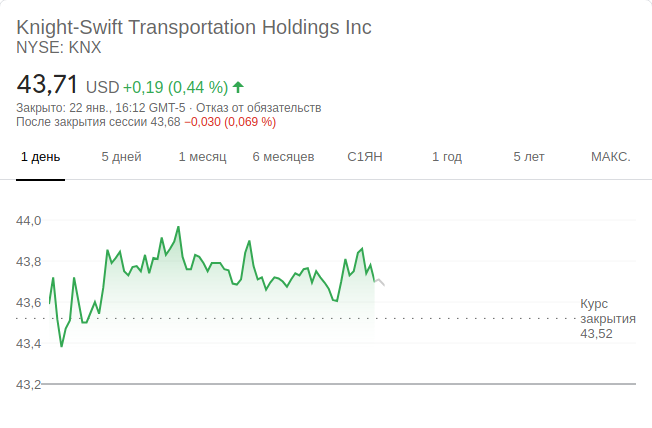 Knight-Swift Transportation Holdings Inc
NYSE: KNX
43,71 USD +0,19 (0,44 %)
Закрыто: 22 янв., 16:12 GMT-5 · Отказ от обязательств
После закрытия сессии 43,68 −0,030 (0,069 %)
1 день 5 дней 1 месяц 6 месяцев С1ЯН 1 год 5 лет МАКС.
44,0
43,8
43,6
Курс
закрытия
43,52
43,4
43,2